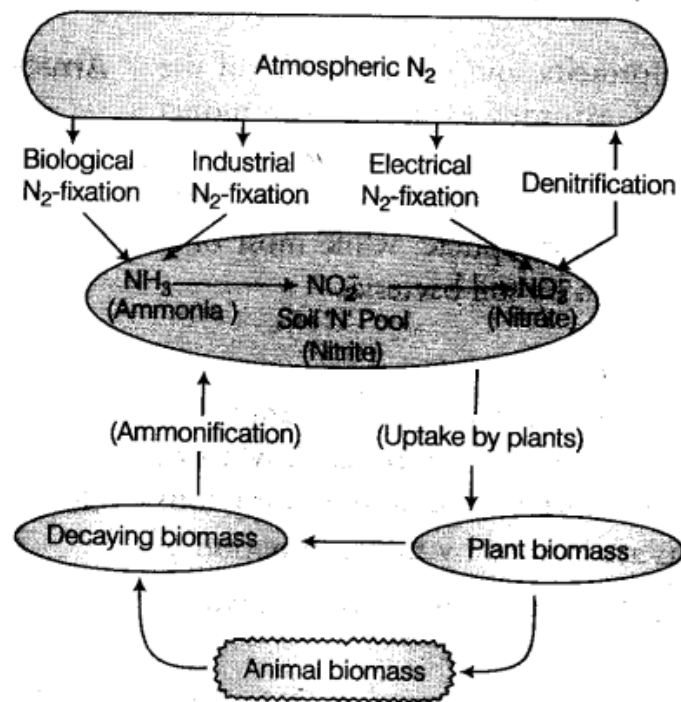 Atmospheric N₂
Biological
N₂-fixation
Industrial
N₂-fixation
Electrical
N₂-fixation
Denitrification
NH₃
(Ammonia)
NO₂⁻
Soil 'N' Pool
(Nitrite)
NO₃⁻
(Nitrate)
(Ammonification)
(Uptake by plants)
Decaying biomass
Plant biomass
Animal biomass